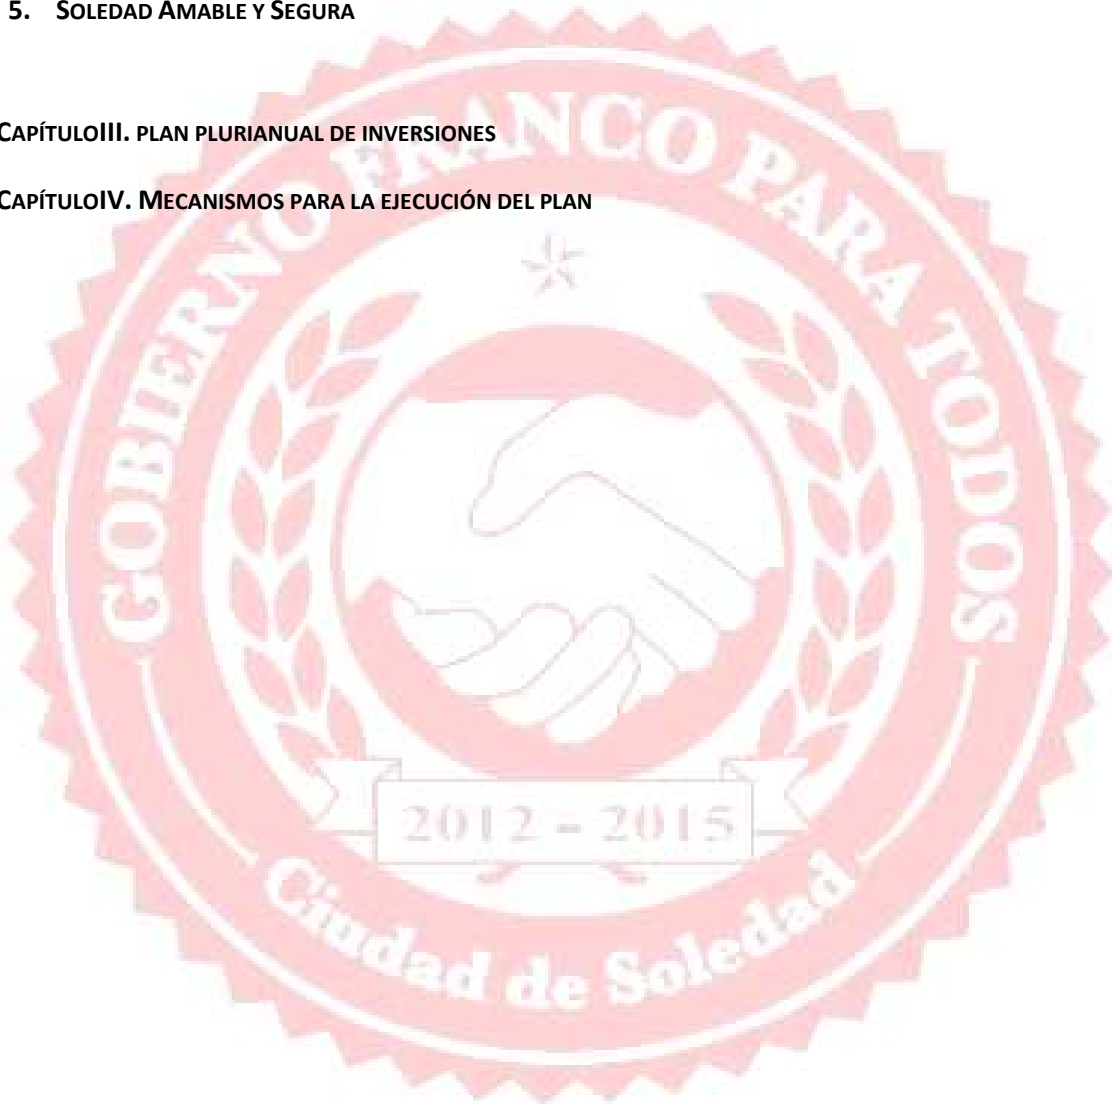 5. SOLEDAD AMABLE Y SEGURA
CAPÍTULOIII. PLAN PLURIANUAL DE INVERSIONES
CAPÍTULOIV. MECANISMOS PARA LA EJECUCIÓN DEL PLAN
GOBIERNO FRANCO PARA TODOS
2012 - 2015
Ciudad de Soledad